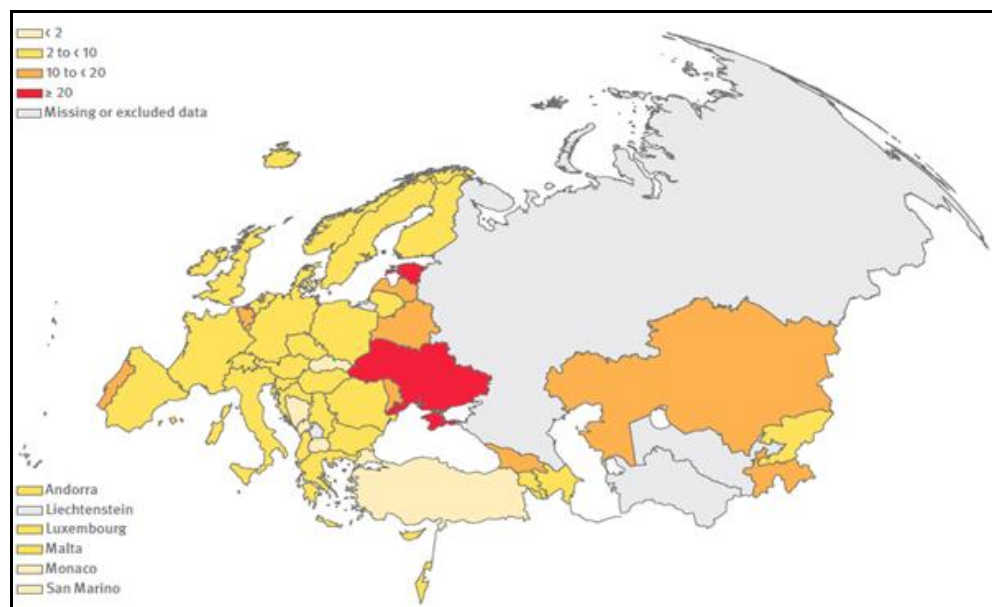 < 2
2 to < 10
10 to < 20
≥ 20
Missing or excluded data
Andorra
Liechtenstein
Luxembourg
Malta
Monaco
San Marino